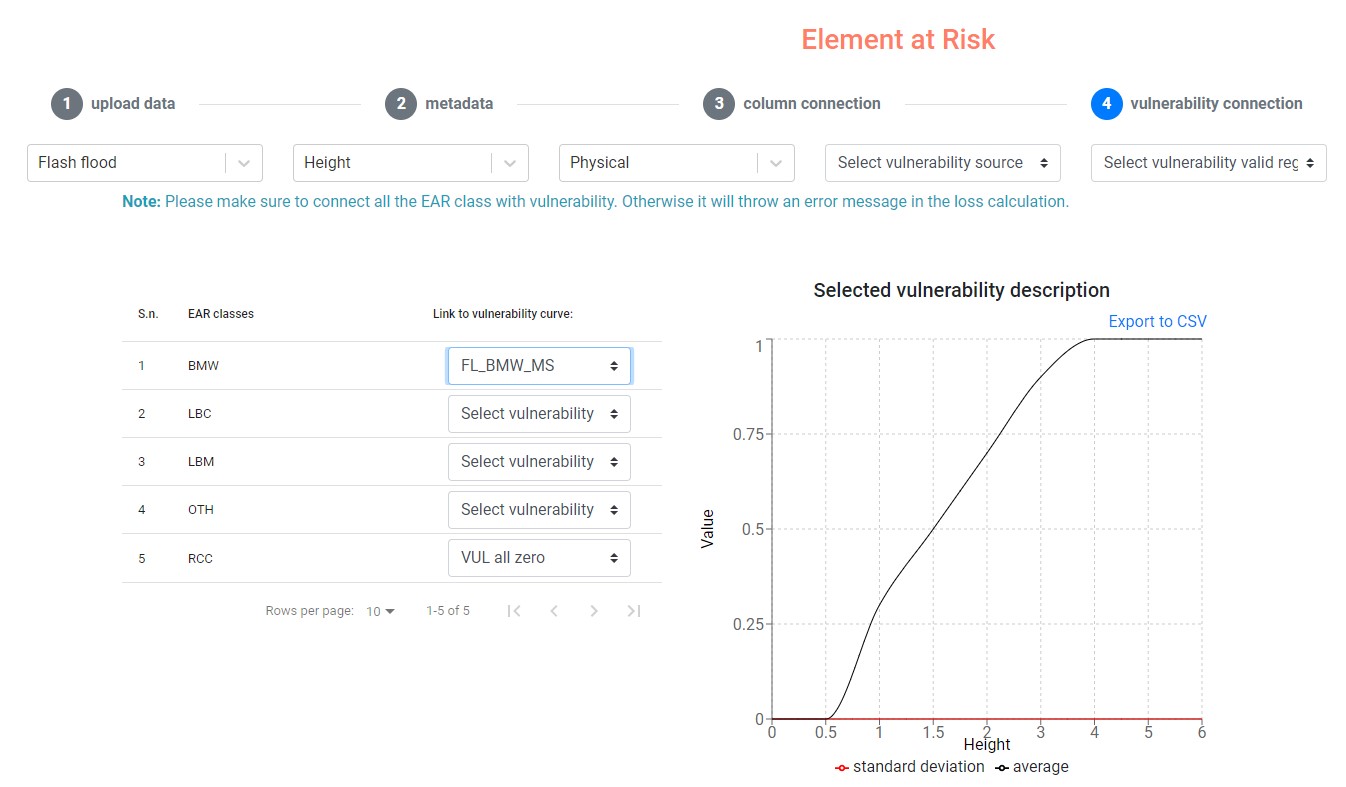 Element at Risk
1 upload data 2 metadata 3 column connection 4 vulnerability connection
Flash flood Height Physical Select vulnerability source Select vulnerability valid reg
Note: Please make sure to connect all the EAR class with vulnerability. Otherwise it will throw an error message in the loss calculation.
S.n. EAR classes Link to vulnerability curve:
1 BMW FL_BMW_MS
2 LBC Select vulnerability
3 LBM Select vulnerability
4 OTH Select vulnerability
5 RCC VUL all zero
Rows per page: 10 1-5 of 5
Selected vulnerability description
Export to CSV
1
0.75
0.5
0.25
0
Value
0 0.5 1 1.5 2 3 4 5 6
Height
standard deviation average